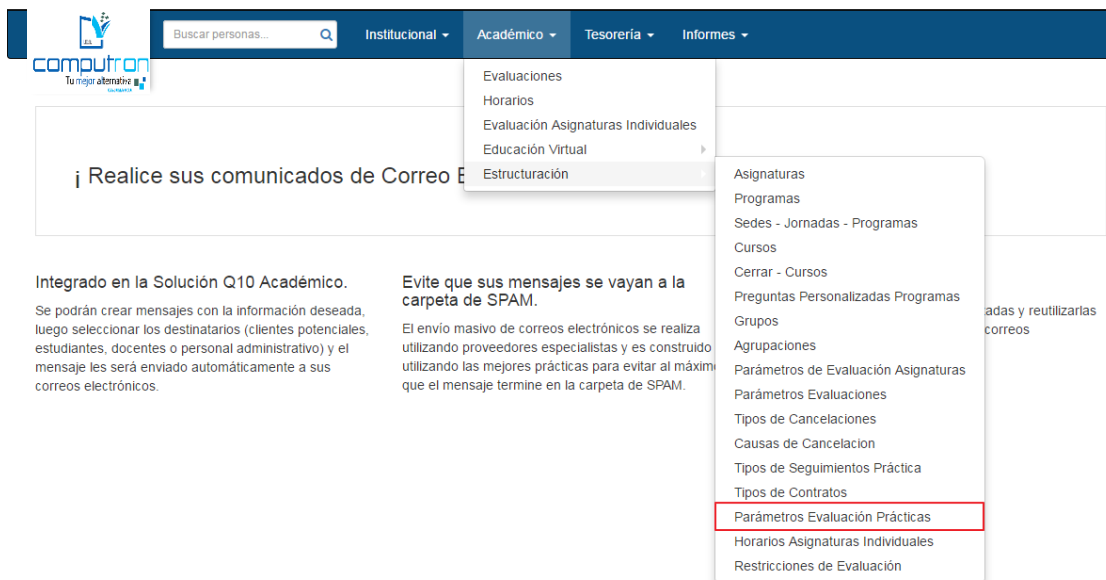 Buscar personas...
Institucional
Académico
Tesorería
Informes
computron
Tu mejor alternativa
Evaluaciones
Horarios
Evaluación Asignaturas Individuales
Educación Virtual
Estructuración
¡ Realice sus comunicados de Correo E
Asignaturas
Programas
Sedes - Jornadas - Programas
Cursos
Cerrar - Cursos
Preguntas Personalizadas Programas
Grupos
Agrupaciones
Parámetros de Evaluación Asignaturas
Parámetros Evaluaciones
Tipos de Cancelaciones
Causas de Cancelacion
Tipos de Seguimientos Práctica
Tipos de Contratos
Parámetros Evaluación Prácticas
Horarios Asignaturas Individuales
Restricciones de Evaluación
Integrado en la Solución Q10 Académico.
Se podrán crear mensajes con la información deseada,
luego seleccionar los destinatarios (clientes potenciales,
estudiantes, docentes o personal administrativo) y el
mensaje les será enviado automáticamente a sus
correos electrónicos.
Evite que sus mensajes se vayan a la
carpeta de SPAM.
El envío masivo de correos electrónicos se realiza
utilizando proveedores especialistas y es construido
utilizando las mejores prácticas para evitar al máxim
que el mensaje termine en la carpeta de SPAM.
adas y reutilizarlas
correos